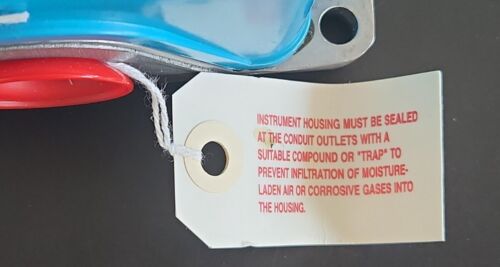 INSTRUMENT HOUSING MUST BE SEALED
AT THE CONDUIT OUTLETS WITH A
SUITABLE COMPOUND OR "TRAP" TO
PREVENT INFILTRATION OF MOISTURE-
LADEN AIR OR CORROSIVE GASES INTO
THE HOUSING.